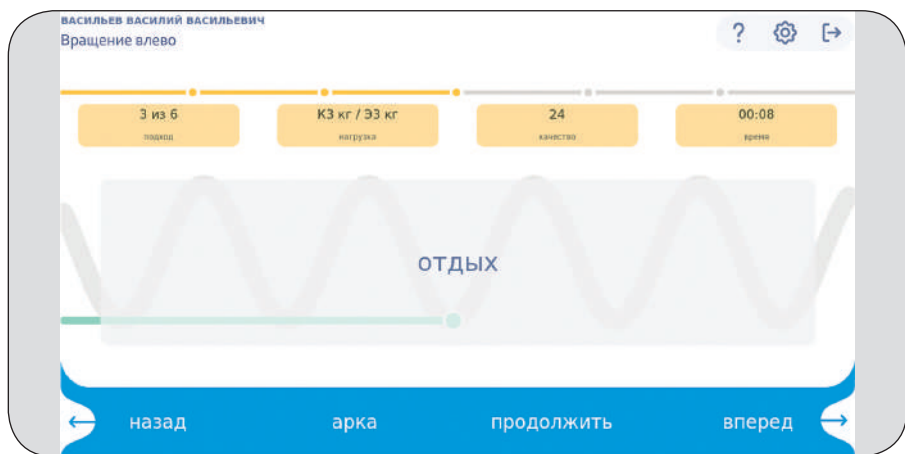 ВАСИЛЬЕВ ВАСИЛИЙ ВАСИЛЬЕВИЧ
Вращение влево
?
3 из 6
подход
К3 кг / Э3 кг
нагрузка
24
качество
00:08
время
ОТДЫХ
назад
арка
продолжить
вперед